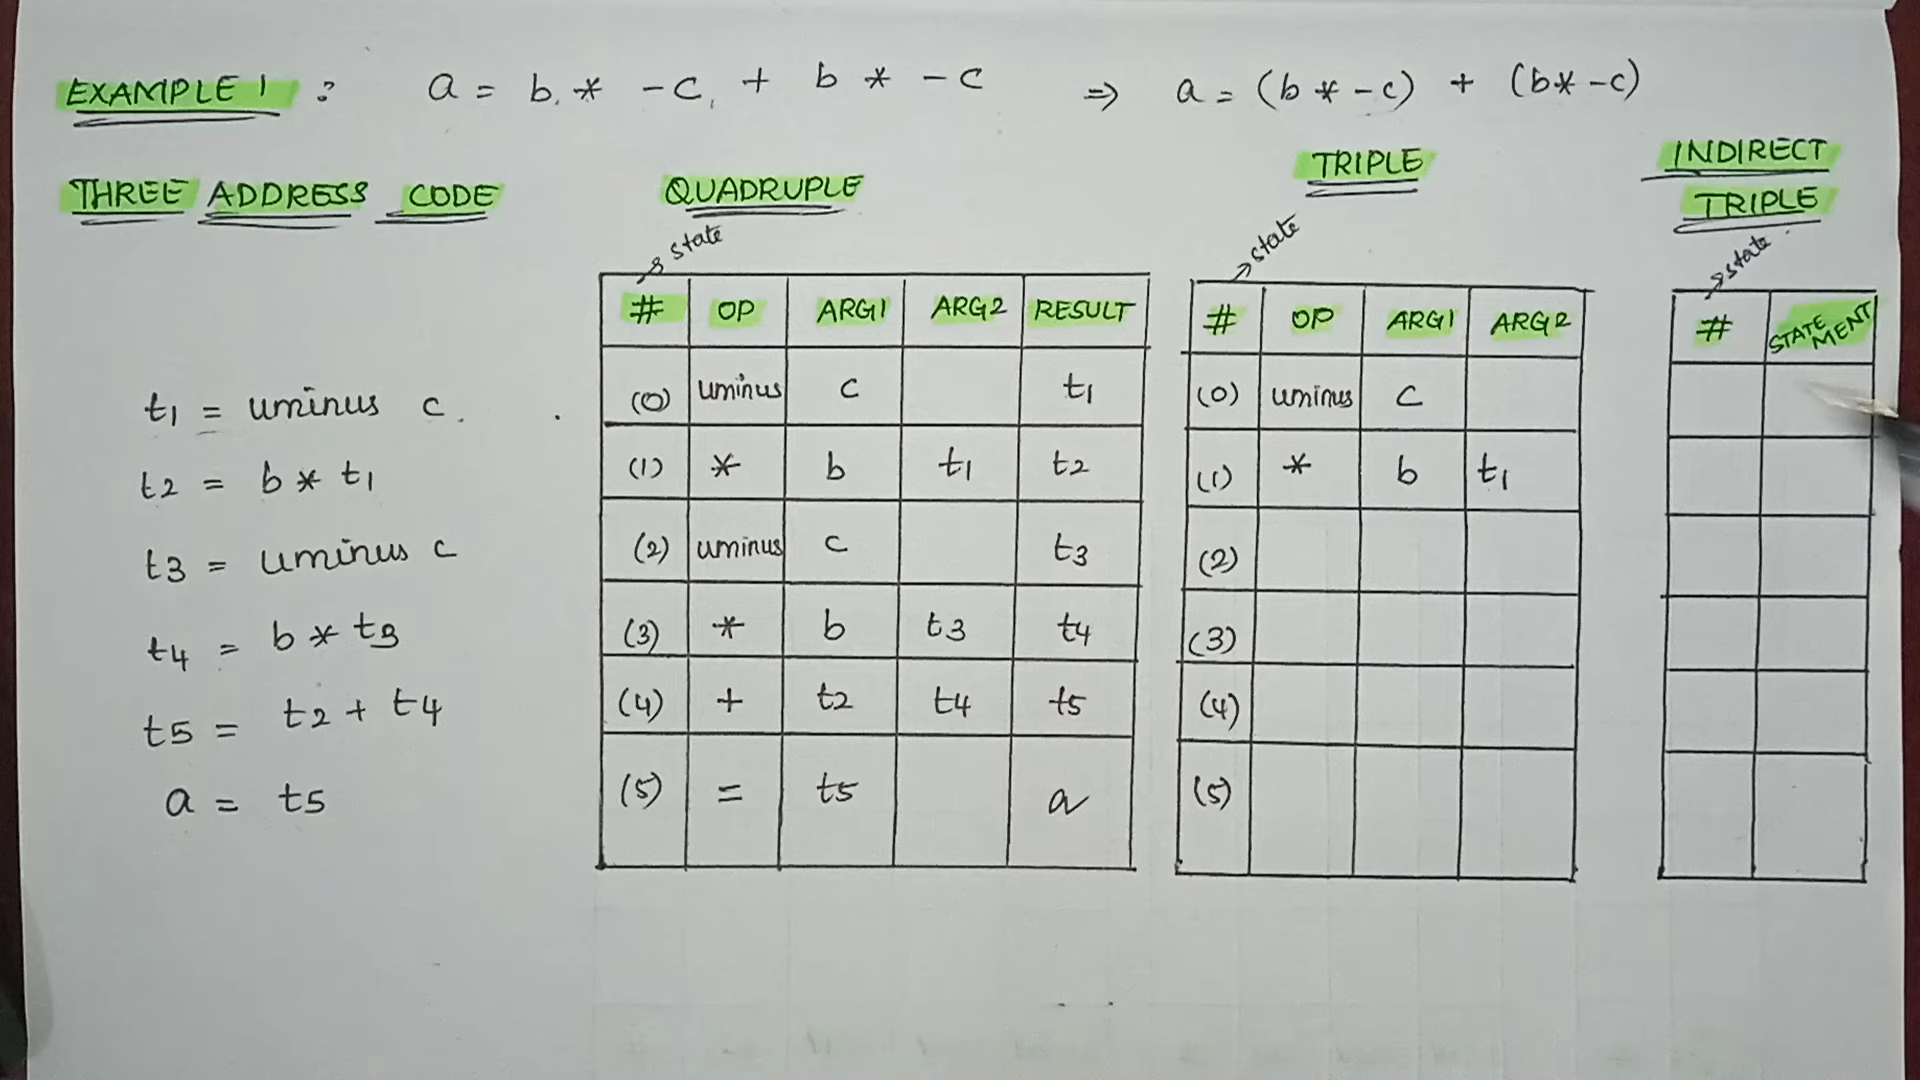 EXAMPLE 1 : a = b * -c + b * -c ⇒ a = (b * -c) + (b * -c)
THREE ADDRESS CODE
t1 = uminus c
t2 = b * t1
t3 = uminus c
t4 = b * t3
t5 = t2 + t4
a = t5
QUADRUPLE
→ state
# OP ARG1 ARG2 RESULT
(0) uminus c t1
(1) * b t1 t2
(2) uminus c t3
(3) * b t3 t4
(4) + t2 t4 t5
(5) = t5 a
TRIPLE
→ state
# OP ARG1 ARG2
(0) uminus c
(1) * b t1
(2)
(3)
(4)
(5)
INDIRECT
TRIPLE
→ state
# STATEMENT